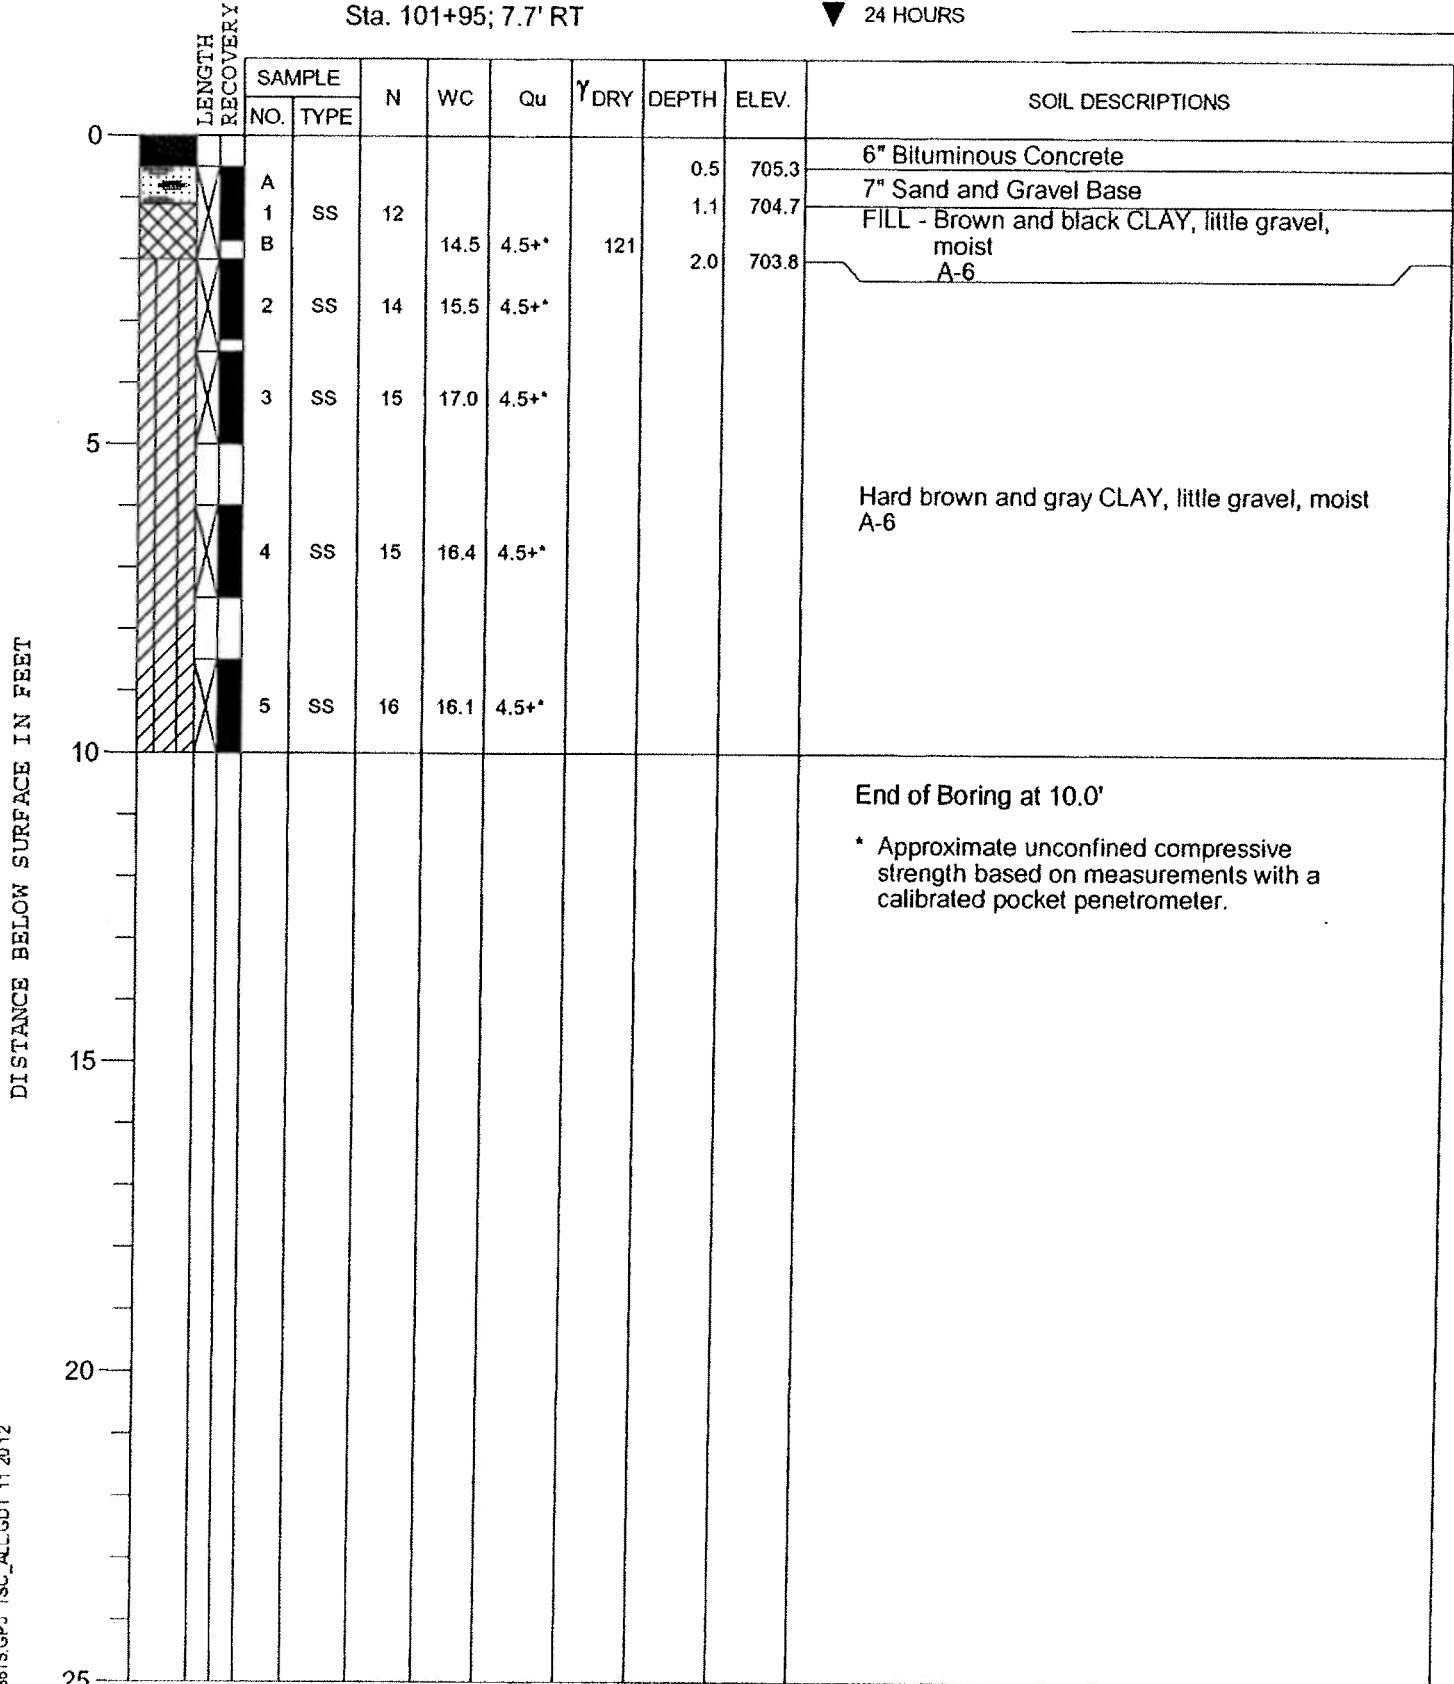 Sta. 101+95; 7.7' RT
▼ 24 HOURS
LENGTH
RECOVERY
SAMPLE
NO. TYPE N WC Qu γDRY DEPTH ELEV. SOIL DESCRIPTIONS
0
6" Bituminous Concrete
0.5 705.3
A
7" Sand and Gravel Base
1.1 704.7
1 SS 12
FILL - Brown and black CLAY, little gravel,
B 14.5 4.5+* 121
moist
2.0 703.8
A-6
2 SS 14 15.5 4.5+*
3 SS 15 17.0 4.5+*
5
Hard brown and gray CLAY, little gravel, moist
A-6
4 SS 15 16.4 4.5+*
5 SS 16 16.1 4.5+*
10
End of Boring at 10.0'
* Approximate unconfined compressive
strength based on measurements with a
calibrated pocket penetrometer.
15
20
25
DISTANCE BELOW SURFACE IN FEET